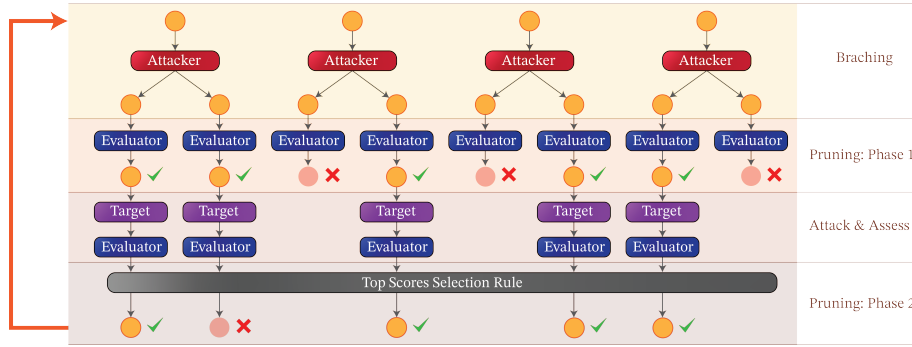 Attacker Attacker Attacker Attacker
Braching
Evaluator Evaluator Evaluator Evaluator Evaluator Evaluator Evaluator Evaluator
Pruning: Phase 1
Target Target Target Target Target
Attack & Assess
Evaluator Evaluator Evaluator Evaluator Evaluator
Top Scores Selection Rule
Pruning: Phase 2